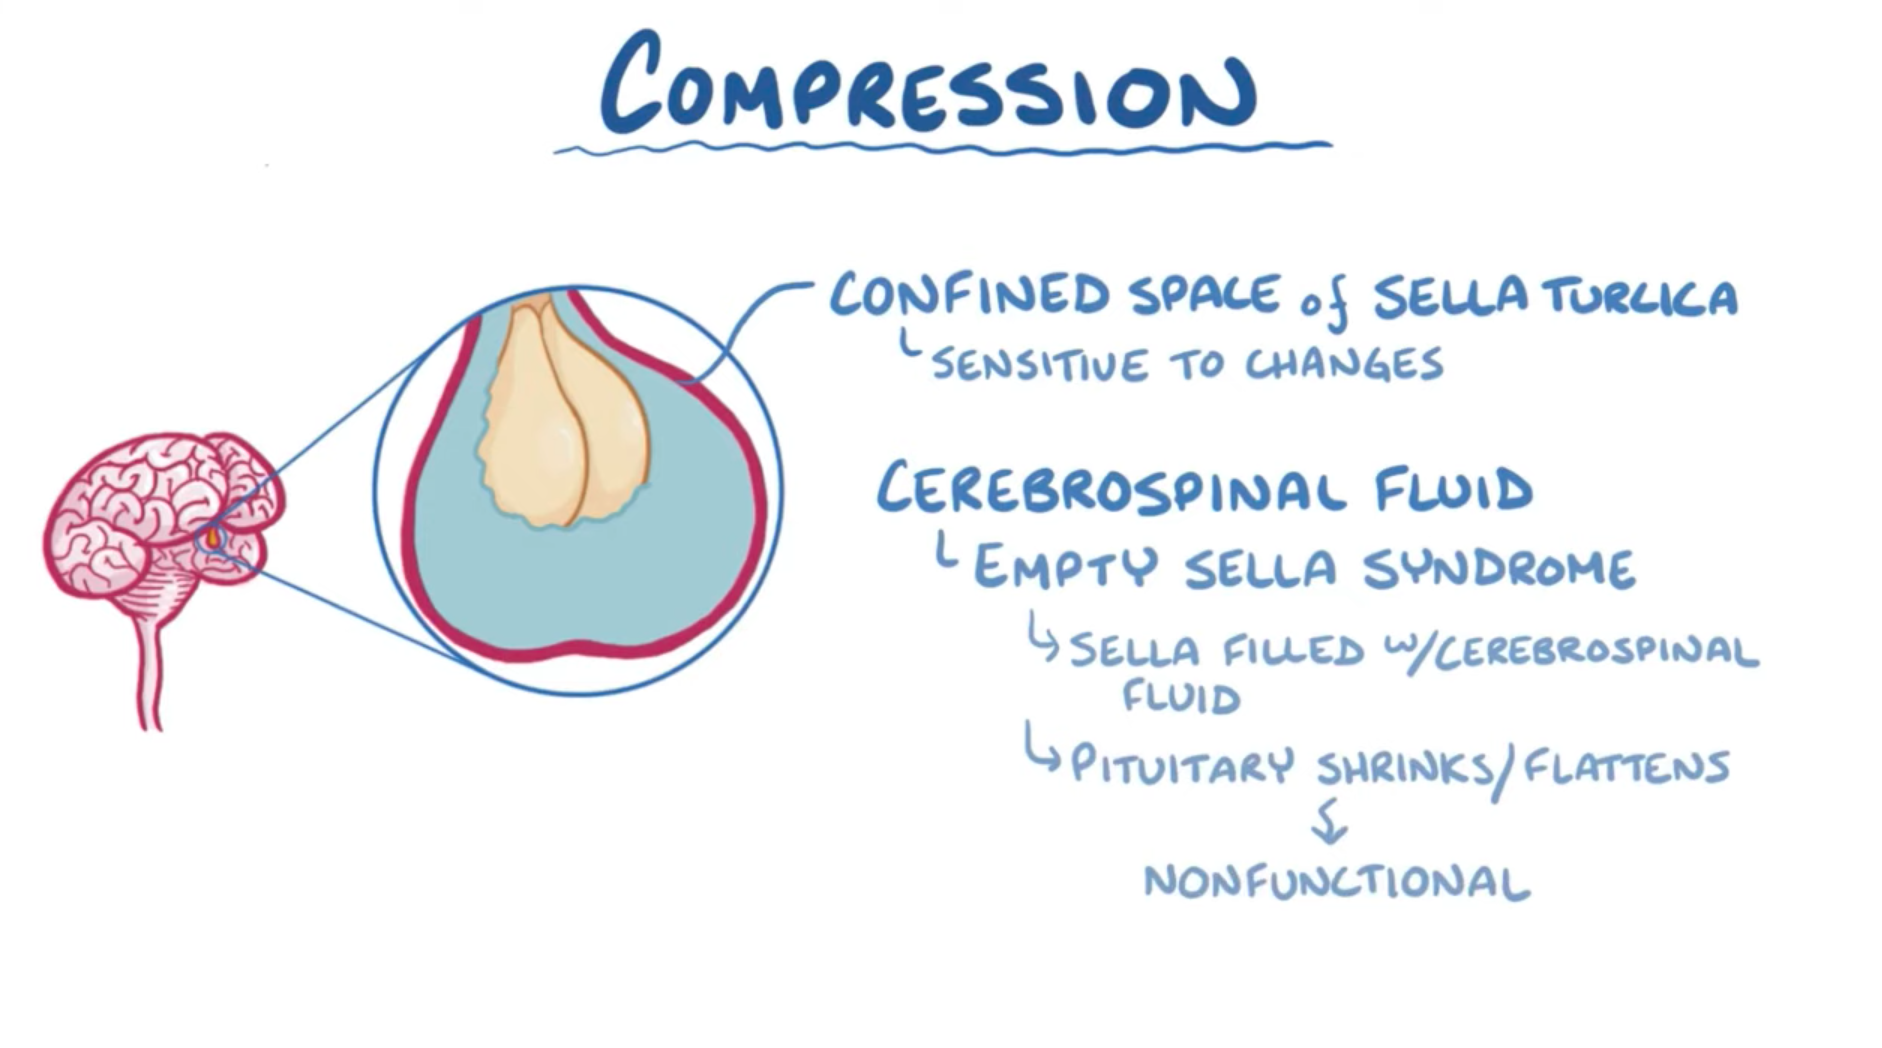 COMPRESSION
CONFINED SPACE of SELLA TURCICA
SENSITIVE TO CHANGES
CEREBROSPINAL FLUID
EMPTY SELLA SYNDROME
SELLA FILLED W/CEREBROSPINAL
FLUID
PITUITARY SHRINKS/FLATTENS
NONFUNCTIONAL